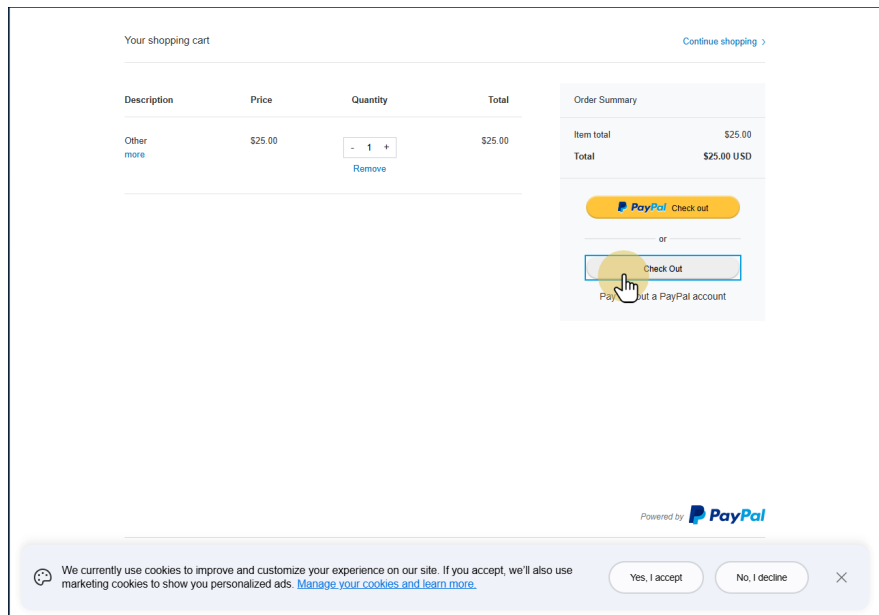 Your shopping cart
Continue shopping >
Description Price Quantity Total
Other $25.00 - 1 + $25.00
more
Remove
Order Summary
Item total $25.00
Total $25.00 USD
PayPal Check out
or
Check Out
Pay out a PayPal account
Powered by PayPal
We currently use cookies to improve and customize your experience on our site. If you accept, we'll also use
marketing cookies to show you personalized ads. Manage your cookies and learn more.
Yes, I accept
No, I decline